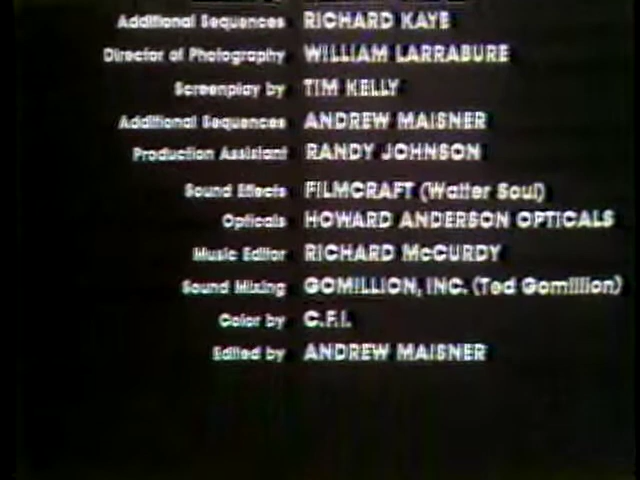 Additional Sequences RICHARD KAYE
Director of Photography WILLIAM LARRABURE
Screenplay by TIM KELLY
Additional Sequences ANDREW MAISNER
Production Assistant RANDY JOHNSON
Sound Effects FILMCRAFT (Walter Soul)
Opticals HOWARD ANDERSON OPTICALS
Music Editor RICHARD McCURDY
Sound Mixing GOMILLION, INC. (Ted Gomillion)
Color by C.F.I.
Edited by ANDREW MAISNER